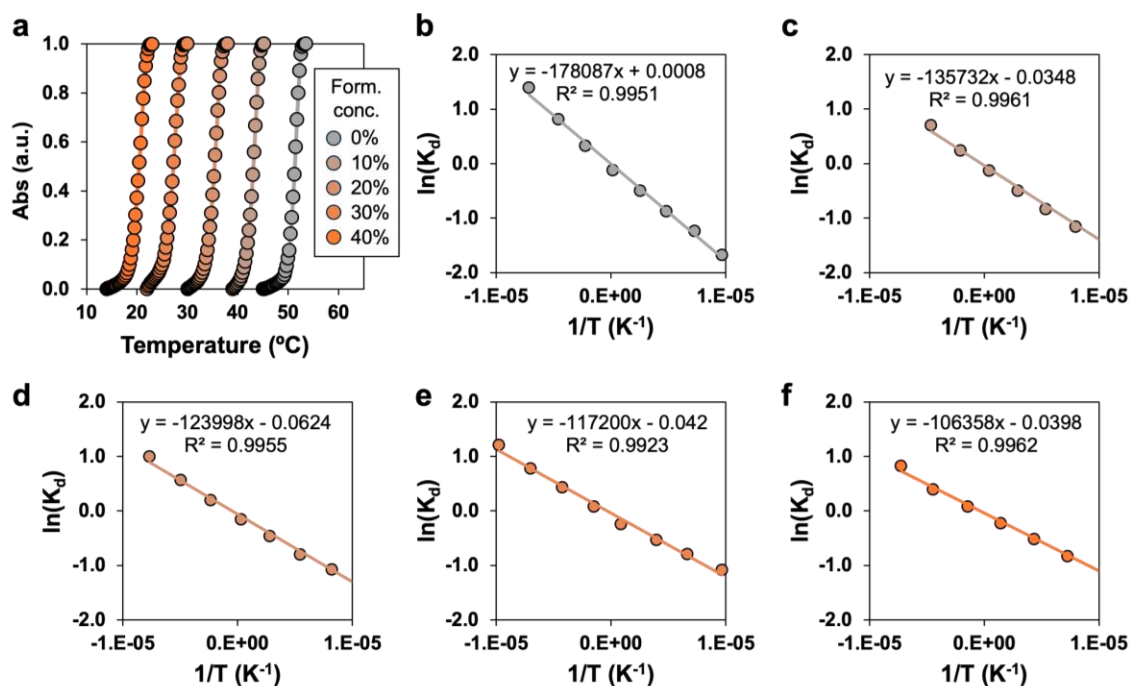 a
Abs (a.u.)
1.0
0.8
0.6
0.4
0.2
0.0
10 20 30 40 50 60
Temperature (ºC)
Form.
conc.
0%
10%
20%
30%
40%
b
ln(K_d)
2.0
1.0
0.0
-1.0
-2.0
y = -178087x + 0.0008
R² = 0.9951
-1.E-05 0.E+00 1.E-05
1/T (K⁻¹)
c
ln(K_d)
2.0
1.0
0.0
-1.0
-2.0
y = -135732x - 0.0348
R² = 0.9961
-1.E-05 0.E+00 1.E-05
1/T (K⁻¹)
d
ln(K_d)
2.0
1.0
0.0
-1.0
-2.0
y = -123998x - 0.0624
R² = 0.9955
-1.E-05 0.E+00 1.E-05
1/T (K⁻¹)
e
ln(K_d)
2.0
1.0
0.0
-1.0
-2.0
y = -117200x - 0.042
R² = 0.9923
-1.E-05 0.E+00 1.E-05
1/T (K⁻¹)
f
ln(K_d)
2.0
1.0
0.0
-1.0
-2.0
y = -106358x - 0.0398
R² = 0.9962
-1.E-05 0.E+00 1.E-05
1/T (K⁻¹)